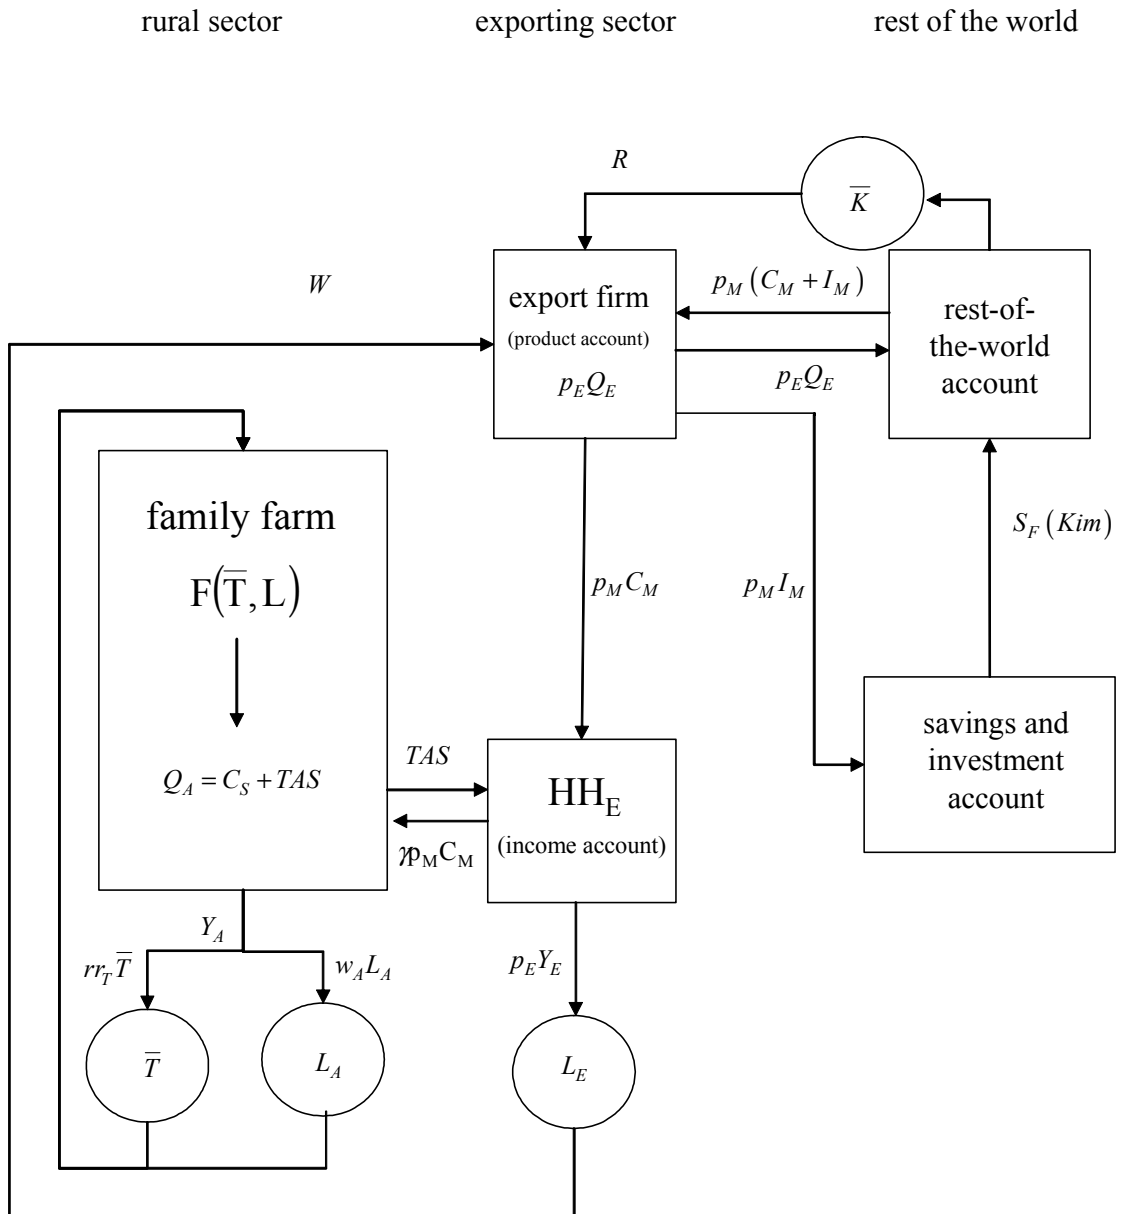 rural sector
exporting sector
rest of the world
R
K̅
W
export firm
(product account)
p_E Q_E
p_M (C_M + I_M)
p_E Q_E
rest-of-
the-world
account
family farm
F(T̅, L)
Q_A = C_S + TAS
p_M C_M
p_M I_M
S_F (Kim)
TAS
γp_M C_M
HH_E
(income account)
savings and
investment
account
Y_A
rr_T T̅
w_A L_A
p_E Y_E
T̅
L_A
L_E